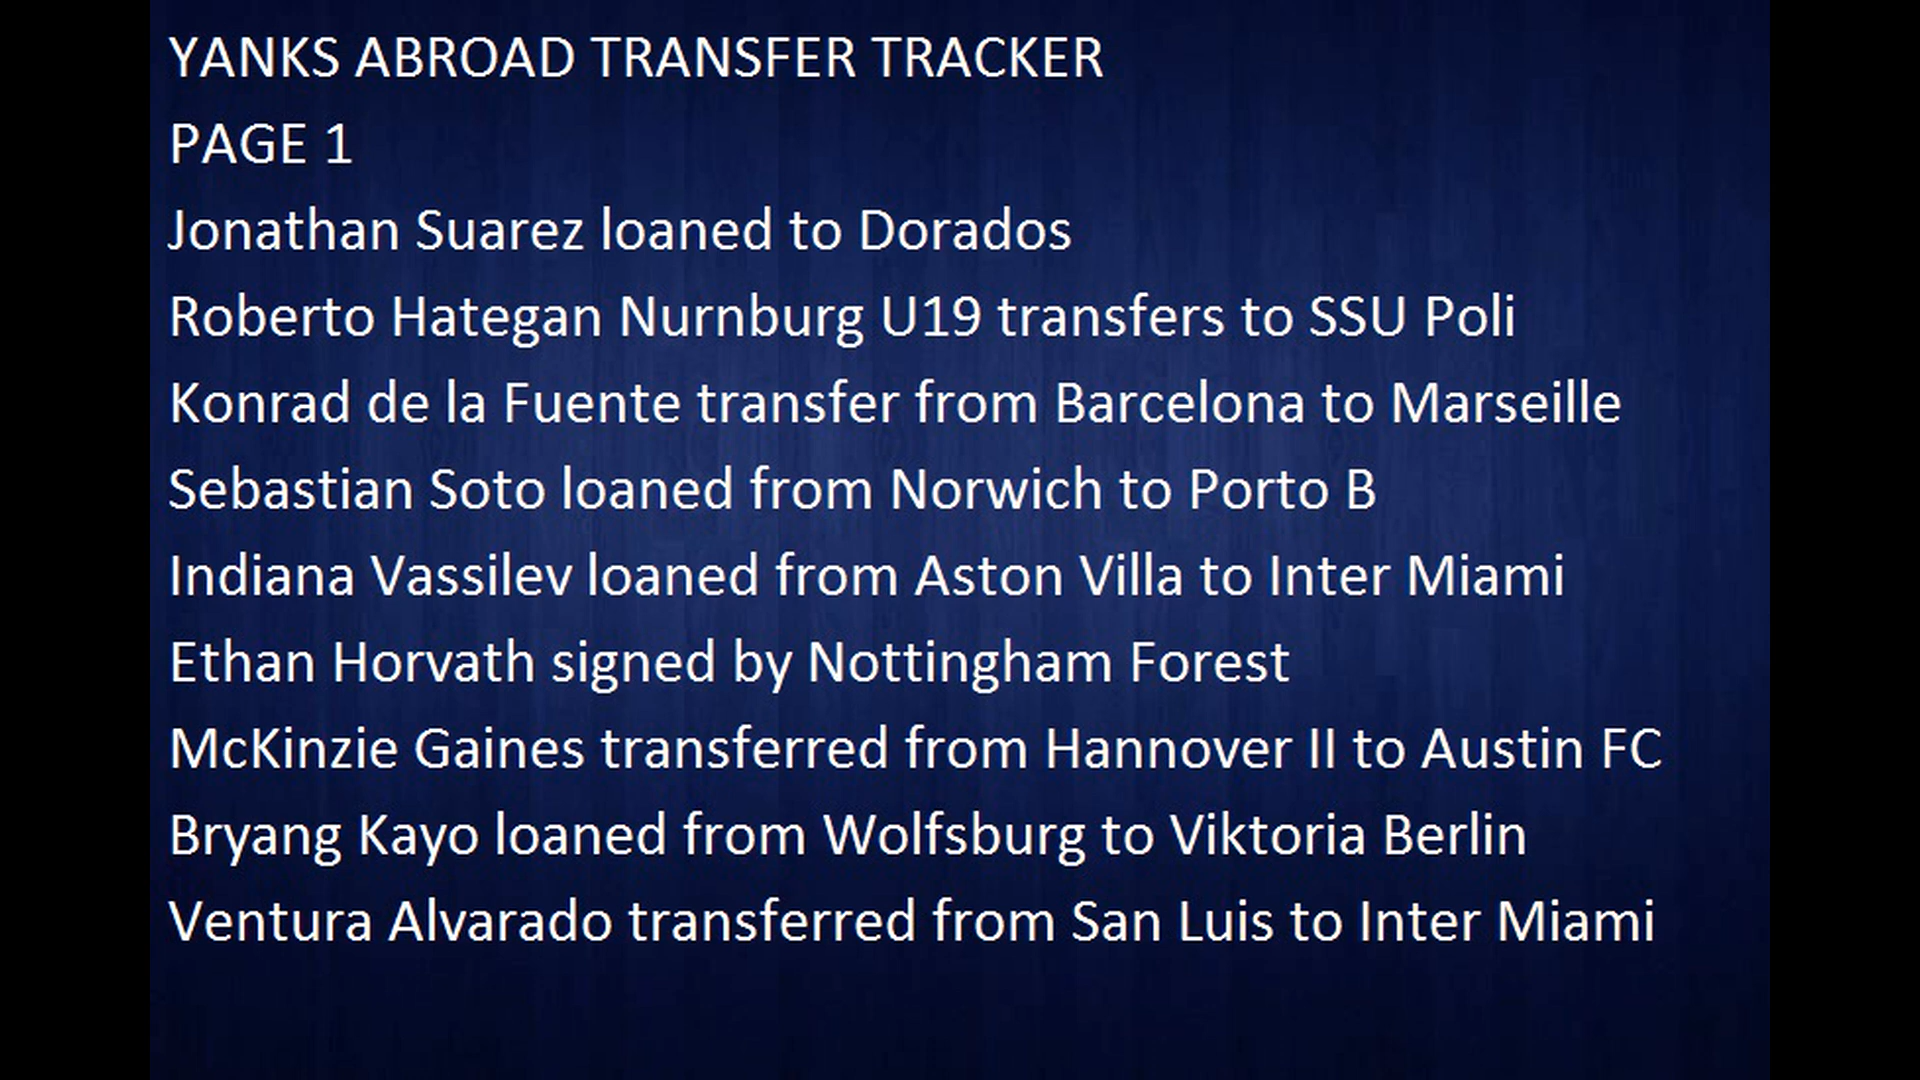 YANKS ABROAD TRANSFER TRACKER
PAGE 1
Jonathan Suarez loaned to Dorados
Roberto Hategan Nurnburg U19 transfers to SSU Poli
Konrad de la Fuente transfer from Barcelona to Marseille
Sebastian Soto loaned from Norwich to Porto B
Indiana Vassilev loaned from Aston Villa to Inter Miami
Ethan Horvath signed by Nottingham Forest
McKinzie Gaines transferred from Hannover II to Austin FC
Bryang Kayo loaned from Wolfsburg to Viktoria Berlin
Ventura Alvarado transferred from San Luis to Inter Miami